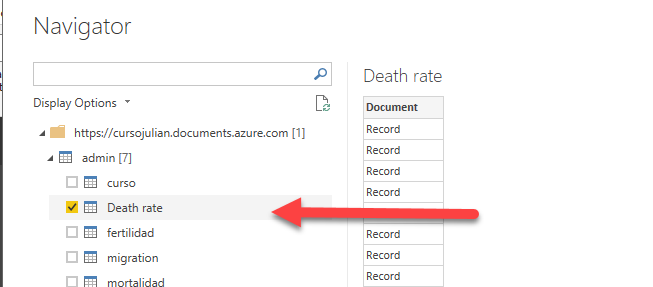 Navigator
Display Options
https://cursojulian.documents.azure.com [1]
admin [7]
curso
Death rate
fertilidad
migration
mortalidad
Death rate
Document
Record
Record
Record
Record
Record
Record
Record